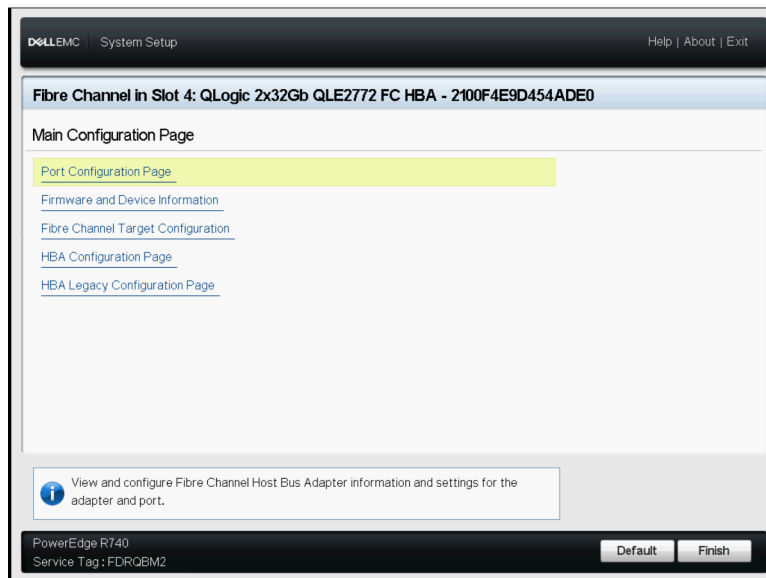 DELLEMC System Setup Help | About | Exit
Fibre Channel in Slot 4: QLogic 2x32Gb QLE2772 FC HBA - 2100F4E9D454ADE0
Main Configuration Page
Port Configuration Page
Firmware and Device Information
Fibre Channel Target Configuration
HBA Configuration Page
HBA Legacy Configuration Page
View and configure Fibre Channel Host Bus Adapter information and settings for the
adapter and port.
PowerEdge R740
Service Tag : FDRQBM2
Default Finish